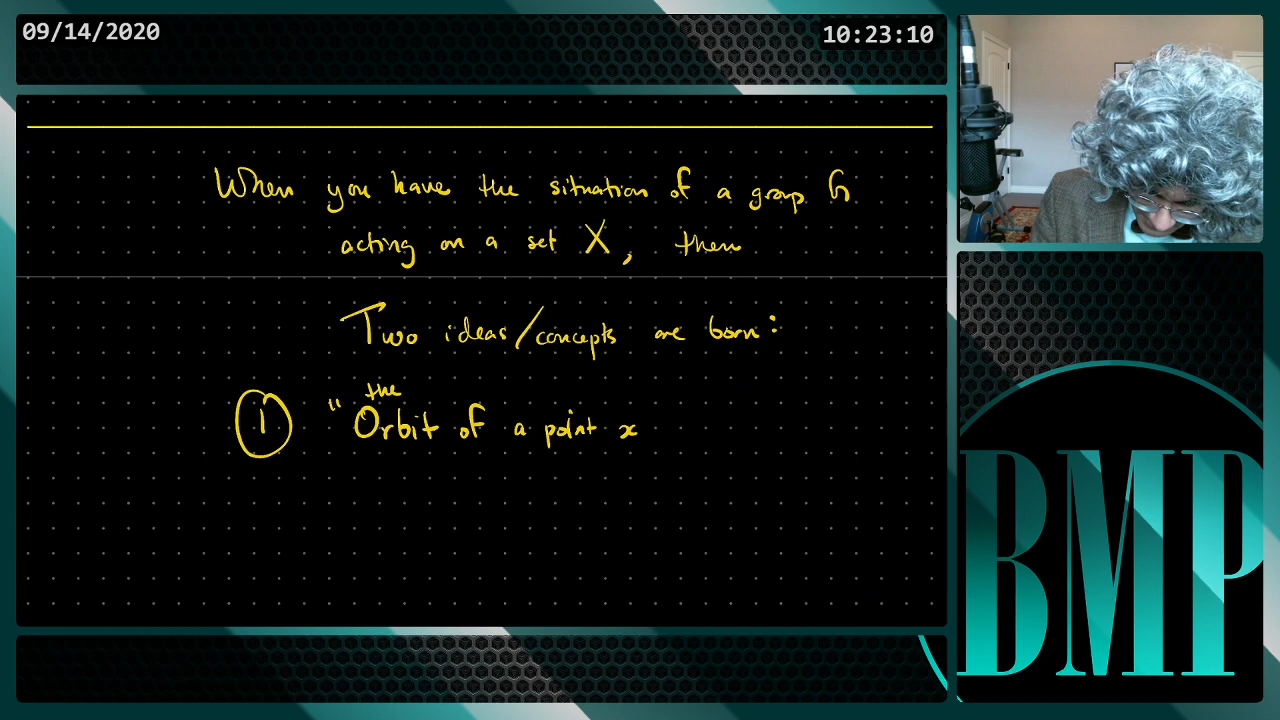 09/14/2020
10:23:10
When you have the situation of a group G
acting on a set X, then
Two ideas/concepts are born:
① " the
Orbit of a point x
BMP